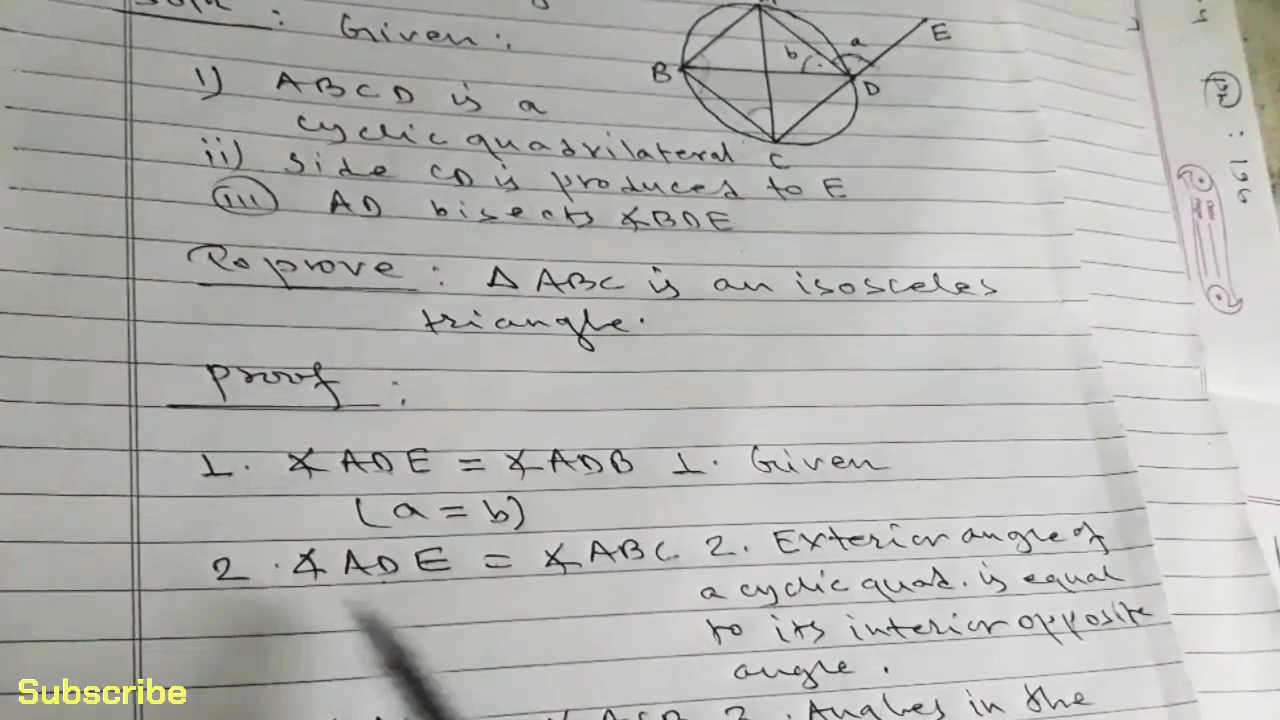 : Given :
A
E
a
b
B
D
C
i) ABCD is a
cyclic quadrilateral
ii) side CD is produced to E
(iii) AD bisects ∡BDE
To prove : Δ ABC is an isosceles
triangle.
Proof :
1. ∡ADE = ∡ADB 1. Given
(a = b)
2. ∡ADE = ∡ABC 2. Exterior angle of
a cyclic quad. is equal
to its interior opposite
angle.
Angles in the
Subscribe